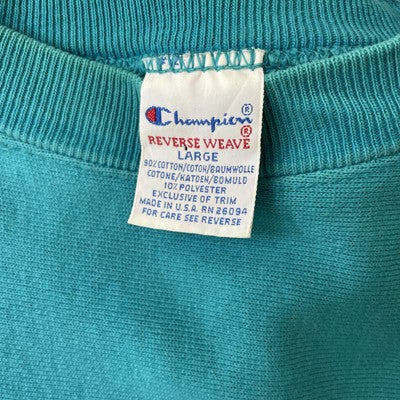 Champion®
REVERSE WEAVE®
LARGE
90% COTTON/COTON/BAUMWOLLE
COTONE/KATOEN/BOMULD
10% POLYESTER
EXCLUSIVE OF TRIM
MADE IN U.S.A. RN 26094
FOR CARE SEE REVERSE